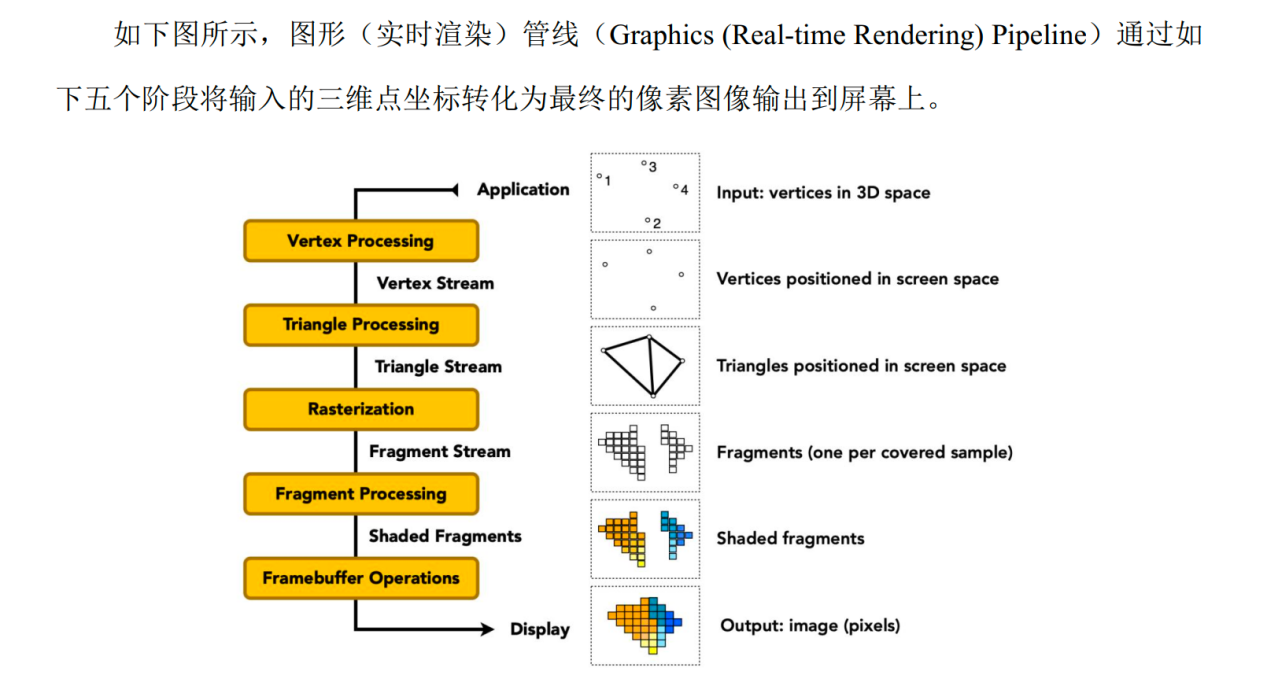 如下图所示，图形（实时渲染）管线（Graphics (Real-time Rendering) Pipeline）通过如
下五个阶段将输入的三维点坐标转化为最终的像素图像输出到屏幕上。
Application
3
1
4
2
Input: vertices in 3D space
Vertex Processing
Vertex Stream
Vertices positioned in screen space
Triangle Processing
Triangle Stream
Triangles positioned in screen space
Rasterization
Fragment Stream
Fragments (one per covered sample)
Fragment Processing
Shaded Fragments
Shaded fragments
Framebuffer Operations
Display
Output: image (pixels)